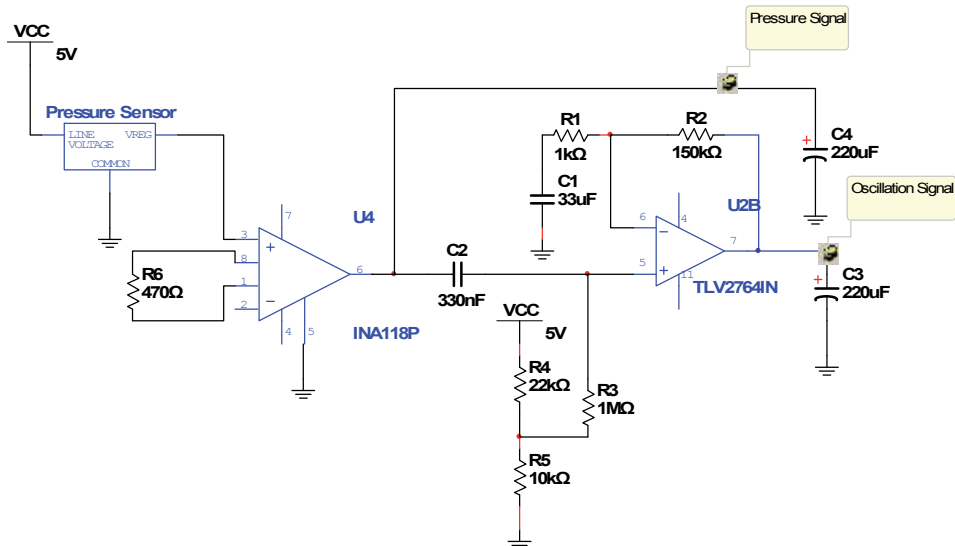 Pressure Signal
VCC
5V
Pressure Sensor
LINE
VOLTAGE
VREG
COMMON
R1
1kΩ
R2
150kΩ
C4
220uF
C1
33uF
Oscillation Signal
U4
U2B
7
3
8
1
2
6
4
5
R6
470Ω
INA118P
C2
330nF
6
5
4
7
11
TLV2764IN
C3
220uF
VCC
5V
R4
22kΩ
R3
1MΩ
R5
10kΩ
+
−
+
−
+
+